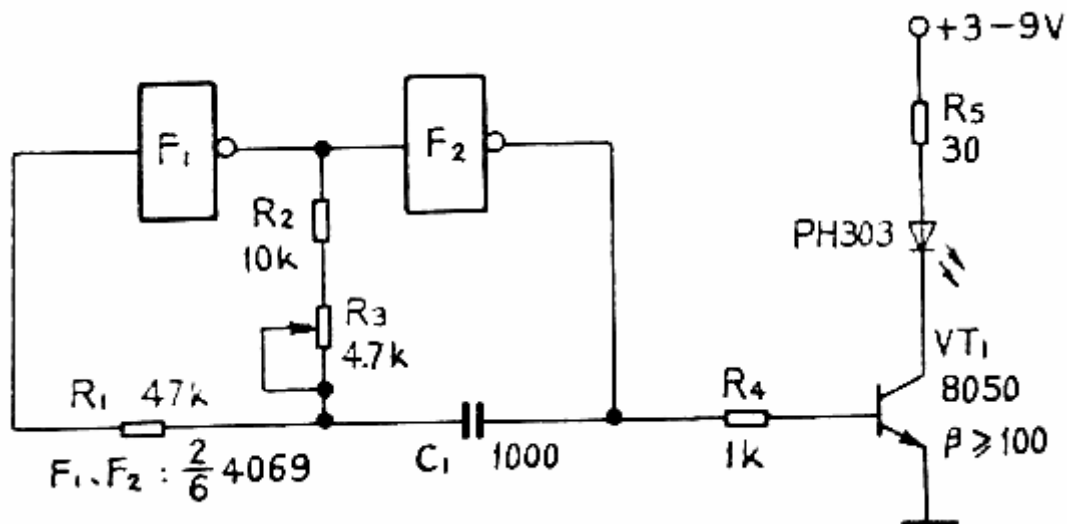 +3-9V
R5
30
F1
F2
R2
10k
PH303
R3
4.7k
VT1
8050
β≥100
R1 47k
R4
1k
C1 1000
F1、F2 : 2/6 4069